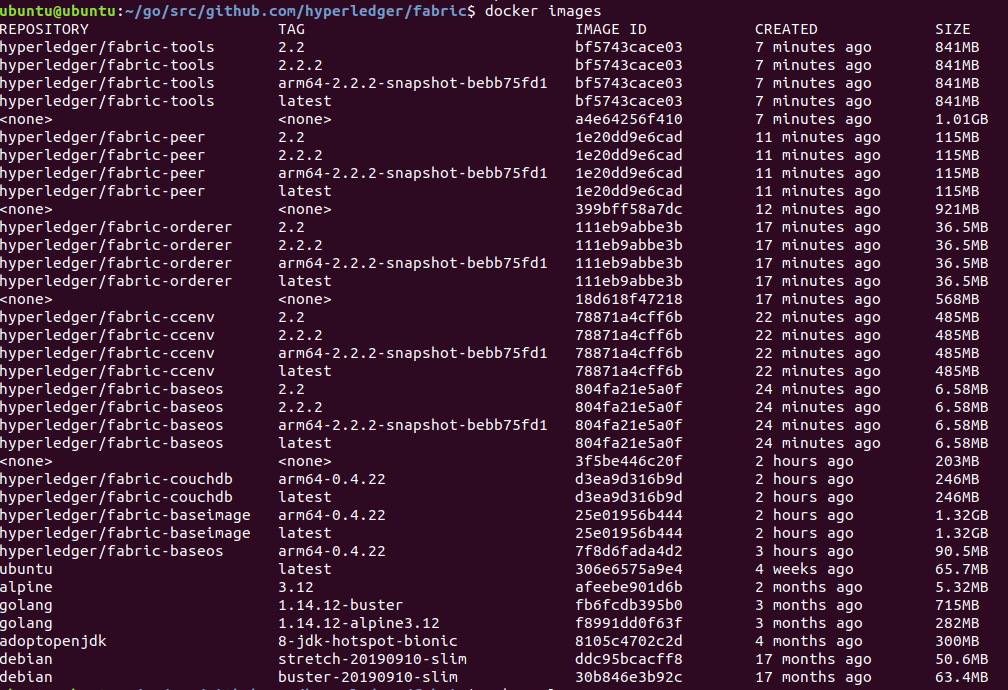 ubuntu@ubuntu:~/go/src/github.com/hyperledger/fabric$ docker images
REPOSITORY TAG IMAGE ID CREATED SIZE
hyperledger/fabric-tools 2.2 bf5743cace03 7 minutes ago 841MB
hyperledger/fabric-tools 2.2.2 bf5743cace03 7 minutes ago 841MB
hyperledger/fabric-tools arm64-2.2.2-snapshot-bebb75fd1 bf5743cace03 7 minutes ago 841MB
hyperledger/fabric-tools latest bf5743cace03 7 minutes ago 841MB
<none> <none> a4e64256f410 7 minutes ago 1.01GB
hyperledger/fabric-peer 2.2 1e20dd9e6cad 11 minutes ago 115MB
hyperledger/fabric-peer 2.2.2 1e20dd9e6cad 11 minutes ago 115MB
hyperledger/fabric-peer arm64-2.2.2-snapshot-bebb75fd1 1e20dd9e6cad 11 minutes ago 115MB
hyperledger/fabric-peer latest 1e20dd9e6cad 11 minutes ago 115MB
<none> <none> 399bff58a7dc 12 minutes ago 921MB
hyperledger/fabric-orderer 2.2 111eb9abbe3b 17 minutes ago 36.5MB
hyperledger/fabric-orderer 2.2.2 111eb9abbe3b 17 minutes ago 36.5MB
hyperledger/fabric-orderer arm64-2.2.2-snapshot-bebb75fd1 111eb9abbe3b 17 minutes ago 36.5MB
hyperledger/fabric-orderer latest 111eb9abbe3b 17 minutes ago 36.5MB
<none> <none> 18d618f47218 17 minutes ago 568MB
hyperledger/fabric-ccenv 2.2 78871a4cff6b 22 minutes ago 485MB
hyperledger/fabric-ccenv 2.2.2 78871a4cff6b 22 minutes ago 485MB
hyperledger/fabric-ccenv arm64-2.2.2-snapshot-bebb75fd1 78871a4cff6b 22 minutes ago 485MB
hyperledger/fabric-ccenv latest 78871a4cff6b 22 minutes ago 485MB
hyperledger/fabric-baseos 2.2 804fa21e5a0f 24 minutes ago 6.58MB
hyperledger/fabric-baseos 2.2.2 804fa21e5a0f 24 minutes ago 6.58MB
hyperledger/fabric-baseos arm64-2.2.2-snapshot-bebb75fd1 804fa21e5a0f 24 minutes ago 6.58MB
hyperledger/fabric-baseos latest 804fa21e5a0f 24 minutes ago 6.58MB
<none> <none> 3f5be446c20f 2 hours ago 203MB
hyperledger/fabric-couchdb arm64-0.4.22 d3ea9d316b9d 2 hours ago 246MB
hyperledger/fabric-couchdb latest d3ea9d316b9d 2 hours ago 246MB
hyperledger/fabric-baseimage arm64-0.4.22 25e01956b444 2 hours ago 1.32GB
hyperledger/fabric-baseimage latest 25e01956b444 2 hours ago 1.32GB
hyperledger/fabric-baseos arm64-0.4.22 7f8d6fada4d2 3 hours ago 90.5MB
ubuntu latest 306e6575a9e4 4 weeks ago 65.7MB
alpine 3.12 afeebe901d6b 2 months ago 5.32MB
golang 1.14.12-buster fb6fcdb395b0 3 months ago 715MB
golang 1.14.12-alpine3.12 f8991dd0f63f 3 months ago 282MB
adoptopenjdk 8-jdk-hotspot-bionic 8105c4702c2d 4 months ago 300MB
debian stretch-20190910-slim ddc95bcacff8 17 months ago 50.6MB
debian buster-20190910-slim 30b846e3b92c 17 months ago 63.4MB